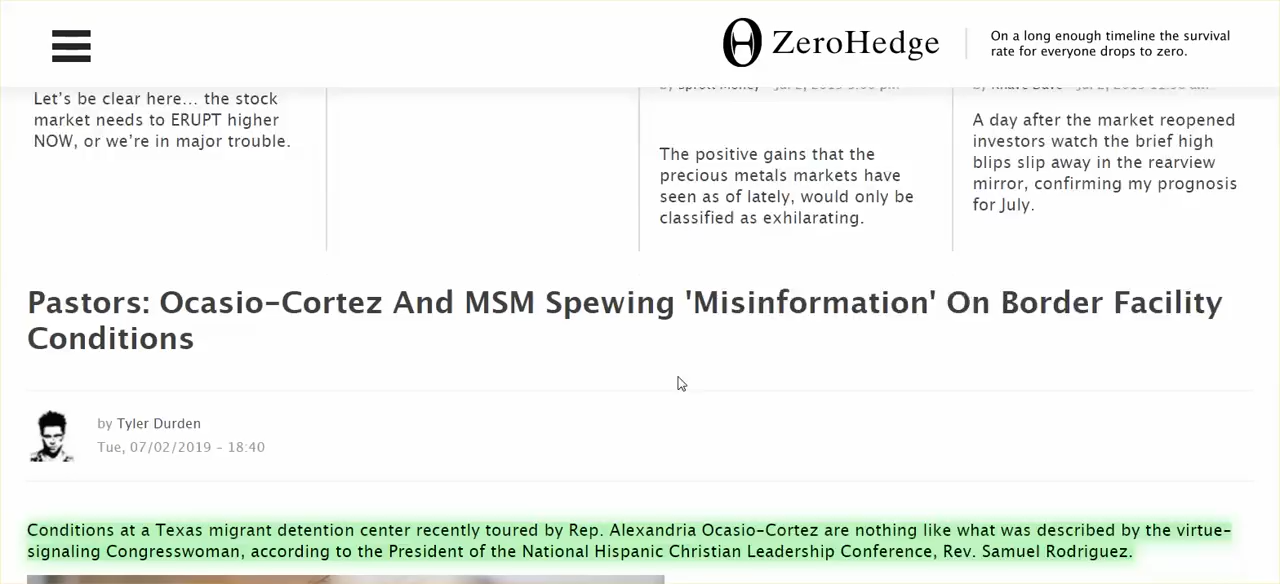 ZeroHedge
On a long enough timeline the survival
rate for everyone drops to zero.
Let's be clear here... the stock
market needs to ERUPT higher
NOW, or we're in major trouble.
The positive gains that the
precious metals markets have
seen as of lately, would only be
classified as exhilarating.
A day after the market reopened
investors watch the brief high
blips slip away in the rearview
mirror, confirming my prognosis
for July.
Pastors: Ocasio-Cortez And MSM Spewing 'Misinformation' On Border Facility
Conditions
by Tyler Durden
Tue, 07/02/2019 - 18:40
Conditions at a Texas migrant detention center recently toured by Rep. Alexandria Ocasio-Cortez are nothing like what was described by the virtue-
signaling Congresswoman, according to the President of the National Hispanic Christian Leadership Conference, Rev. Samuel Rodriguez.